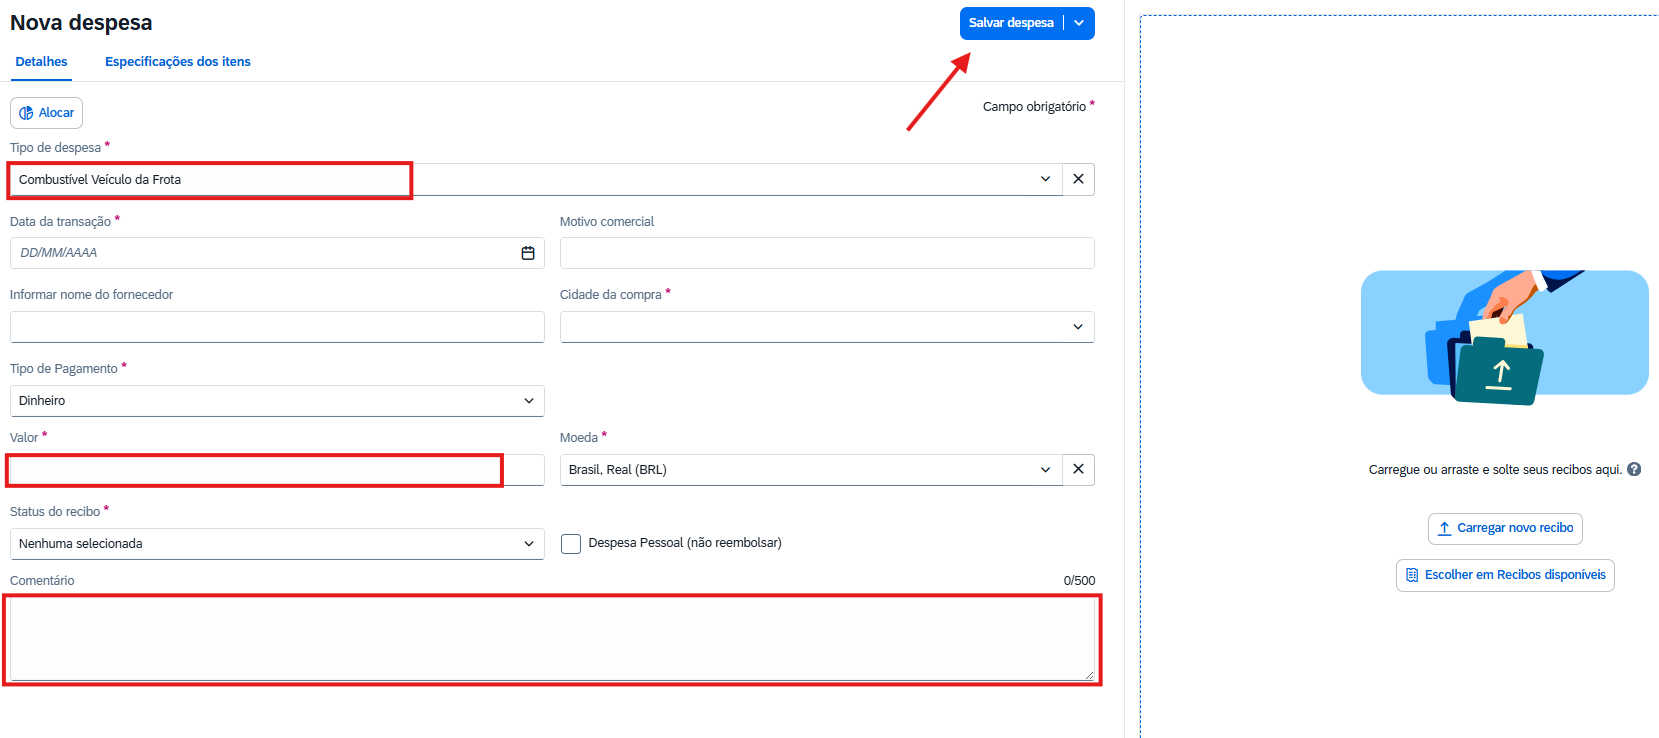 Nova despesa
Salvar despesa
Detalhes
Especificações dos itens
Alocar
Campo obrigatório *
Tipo de despesa *
Combustível Veículo da Frota
Data da transação *
Motivo comercial
DD/MM/AAAA
Informar nome do fornecedor
Cidade da compra *
Tipo de Pagamento *
Dinheiro
Valor *
Moeda *
Brasil, Real (BRL)
Status do recibo *
Nenhuma selecionada
Despesa Pessoal (não reembolsar)
Comentário
0/500
Carregue ou arraste e solte seus recibos aqui. ?
Carregar novo recibo
Escolher em Recibos disponíveis